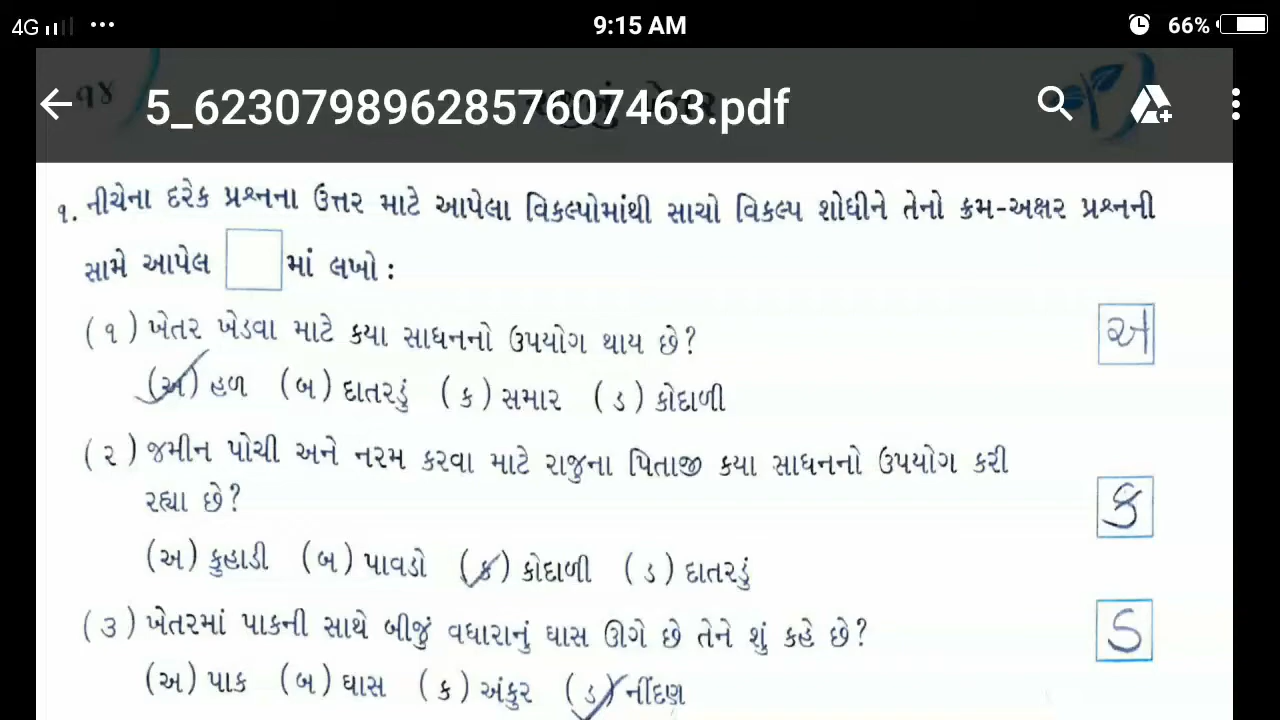 4G ... 9:15 AM 66%
૧૪
5_6230798962857607463.pdf
૧. નીચેના દરેક પ્રશ્નના ઉત્તર માટે આપેલા વિકલ્પોમાંથી સાચો વિકલ્પ શોધીને તેનો ક્રમ-અક્ષર પ્રશ્નની
સામે આપેલ માં લખો :
(૧) ખેતર ખેડવા માટે કયા સાધનનો ઉપયોગ થાય છે? અ
(અ) હળ (બ) દાતરડું (ક) સમાર (ડ) કોદાળી
(૨) જમીન પોચી અને નરમ કરવા માટે રાજુના પિતાજી કયા સાધનનો ઉપયોગ કરી
રહ્યા છે? ક
(અ) કુહાડી (બ) પાવડો (ક) કોદાળી (ડ) દાતરડું
(૩) ખેતરમાં પાકની સાથે બીજું વધારાનું ઘાસ ઊગે છે તેને શું કહે છે? ડ
(અ) પાક (બ) ઘાસ (ક) અંકુર (ડ) નીંદણ